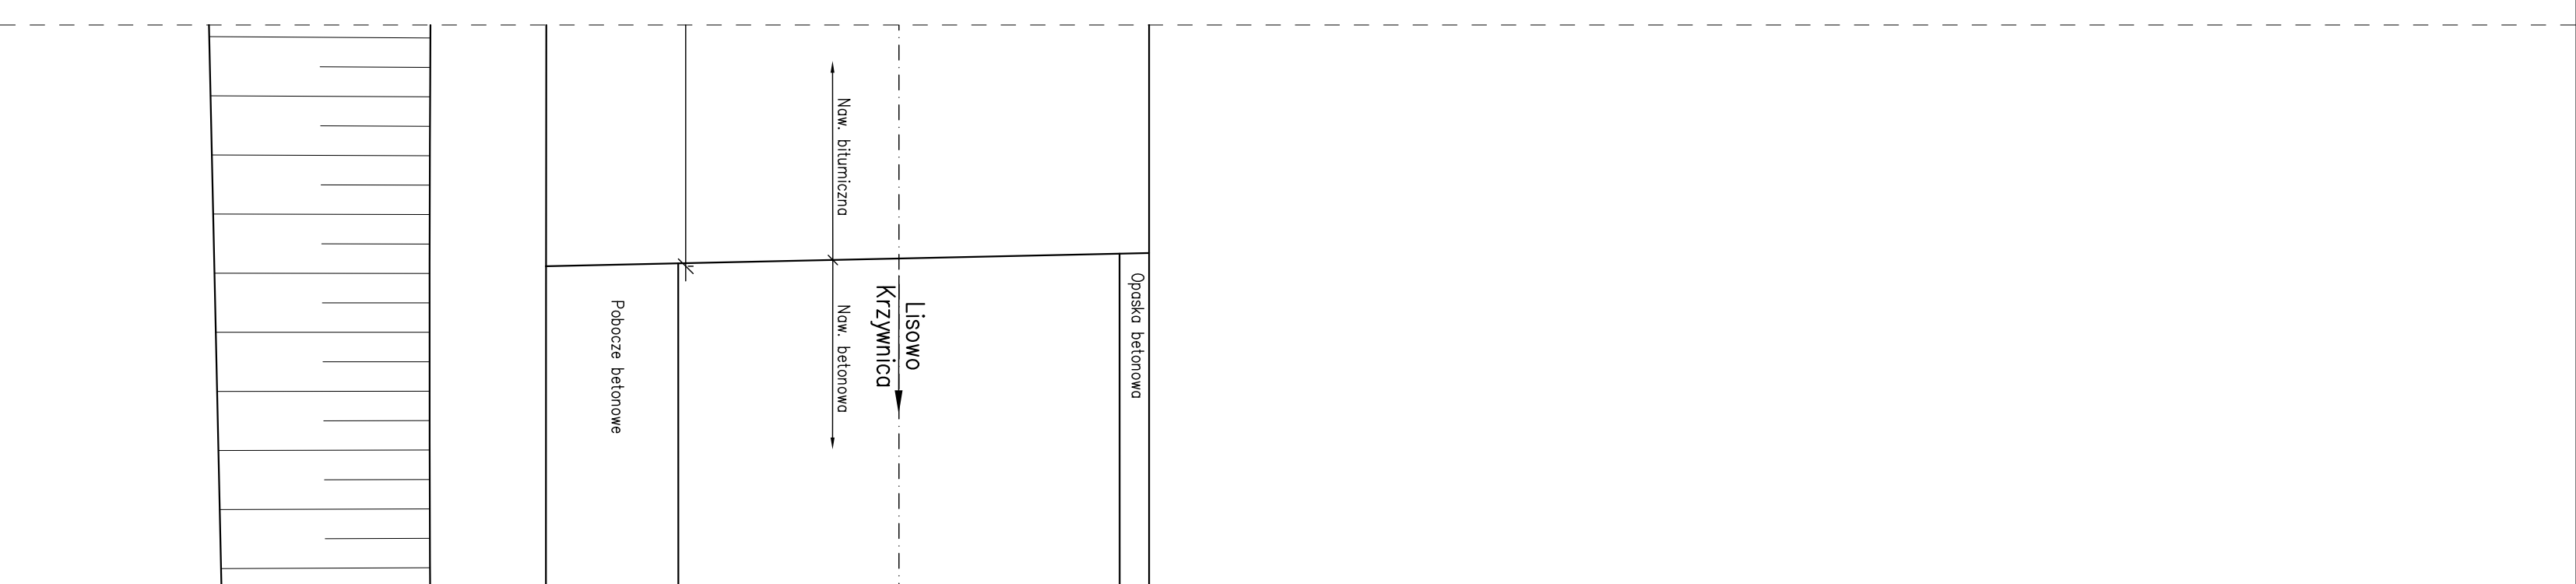 Naw. bitumiczna
Naw. betonowa
Lisowo
Krzywnica
Opaska betonowa
Pobocze betonowe